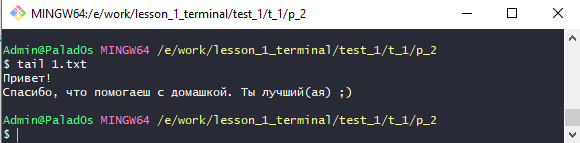 MINGW64:/e/work/lesson_1_terminal/test_1/t_1/p_2
Admin@PaladOs MINGW64 /e/work/lesson_1_terminal/test_1/t_1/p_2
$ tail 1.txt
Привет!
Спасибо, что помогаеш с домашкой. Ты лучший(ая) ;)
Admin@PaladOs MINGW64 /e/work/lesson_1_terminal/test_1/t_1/p_2
$